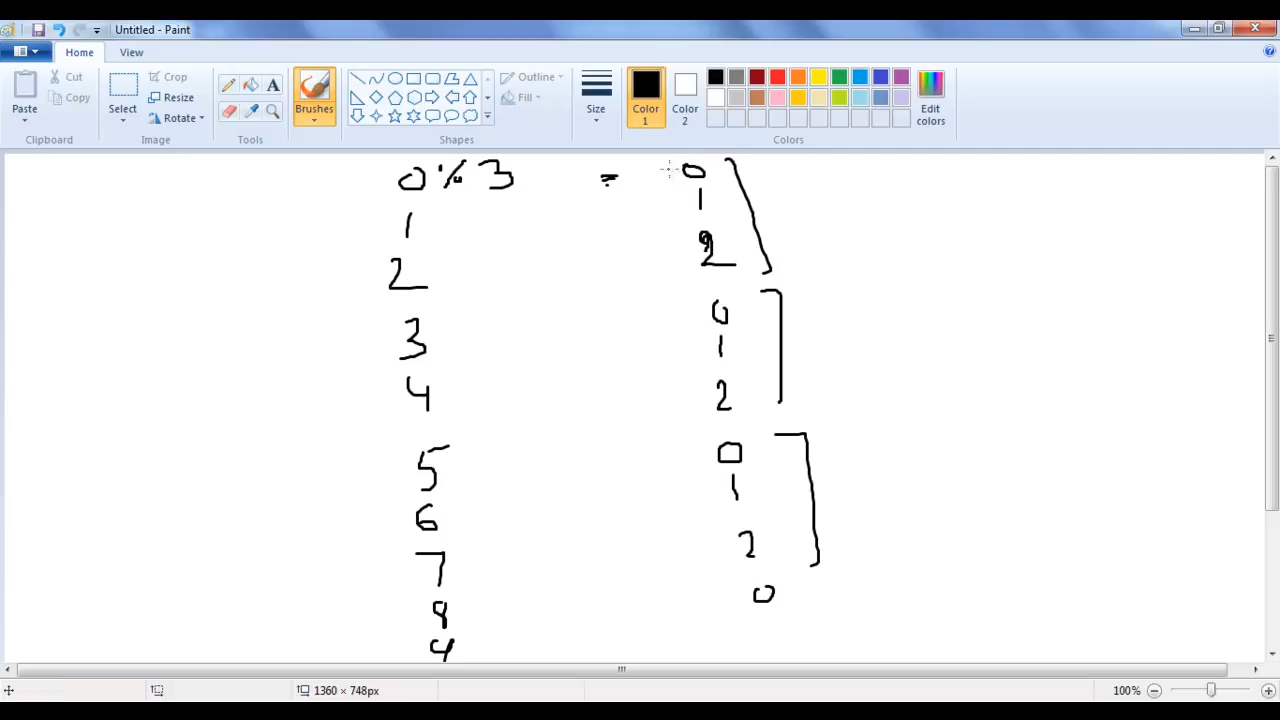 Untitled - Paint
Home View
Paste
Cut
Copy
Clipboard
Select
Crop
Resize
Rotate
Image
A
Tools
Brushes
Shapes
Outline
Fill
Size
Color 1
Color 2
Edit colors
Colors
0%3 = 0
1 1
2 2
3 0
4 1
2
5 0
6 1
7 2
8 0
9
1360 × 748px
100%